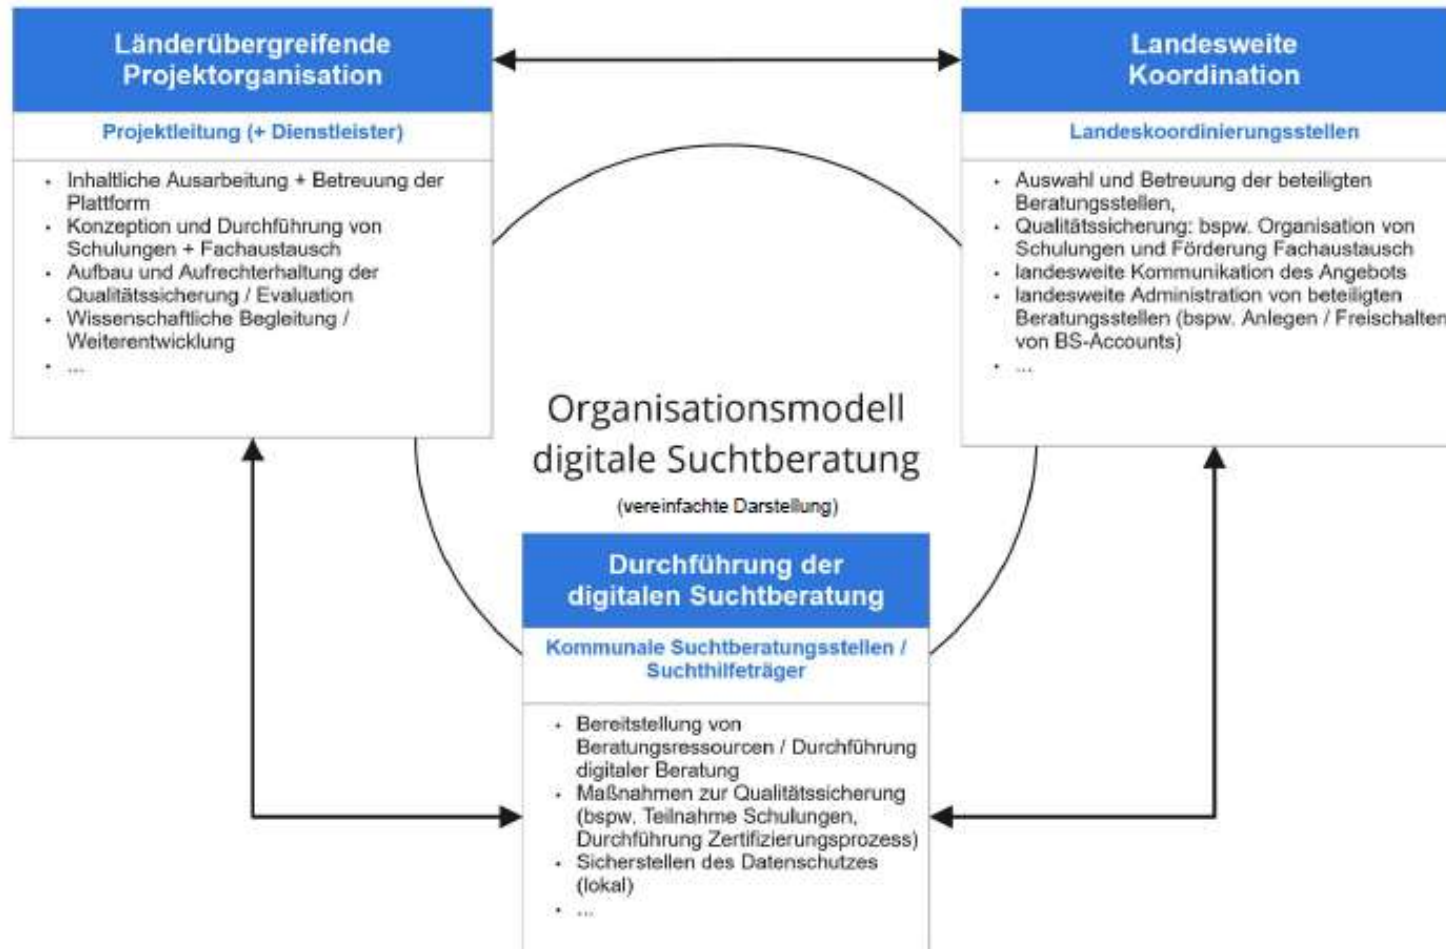 Länderübergreifende
Projektorganisation
Projektleitung (+ Dienstleister)
• Inhaltliche Ausarbeitung + Betreuung der
Plattform
• Konzeption und Durchführung von
Schulungen + Fachaustausch
• Aufbau und Aufrechterhaltung der
Qualitätssicherung / Evaluation
• Wissenschaftliche Begleitung /
Weiterentwicklung
• ...
Landesweite
Koordination
Landeskoordinierungsstellen
• Auswahl und Betreuung der beteiligten
Beratungsstellen,
• Qualitätssicherung: bspw. Organisation von
Schulungen und Förderung Fachaustausch
• landesweite Kommunikation des Angebots
• landesweite Administration von beteiligten
Beratungsstellen (bspw. Anlegen / Freischalten
von BS-Accounts)
• ...
Organisationsmodell
digitale Suchtberatung
(vereinfachte Darstellung)
Durchführung der
digitalen Suchtberatung
Kommunale Suchtberatungsstellen /
Suchthilfeträger
• Bereitstellung von
Beratungsressourcen / Durchführung
digitaler Beratung
• Maßnahmen zur Qualitätssicherung
(bspw. Teilnahme Schulungen,
Durchführung Zertifizierungsprozess)
• Sicherstellen des Datenschutzes
(lokal)
• ...